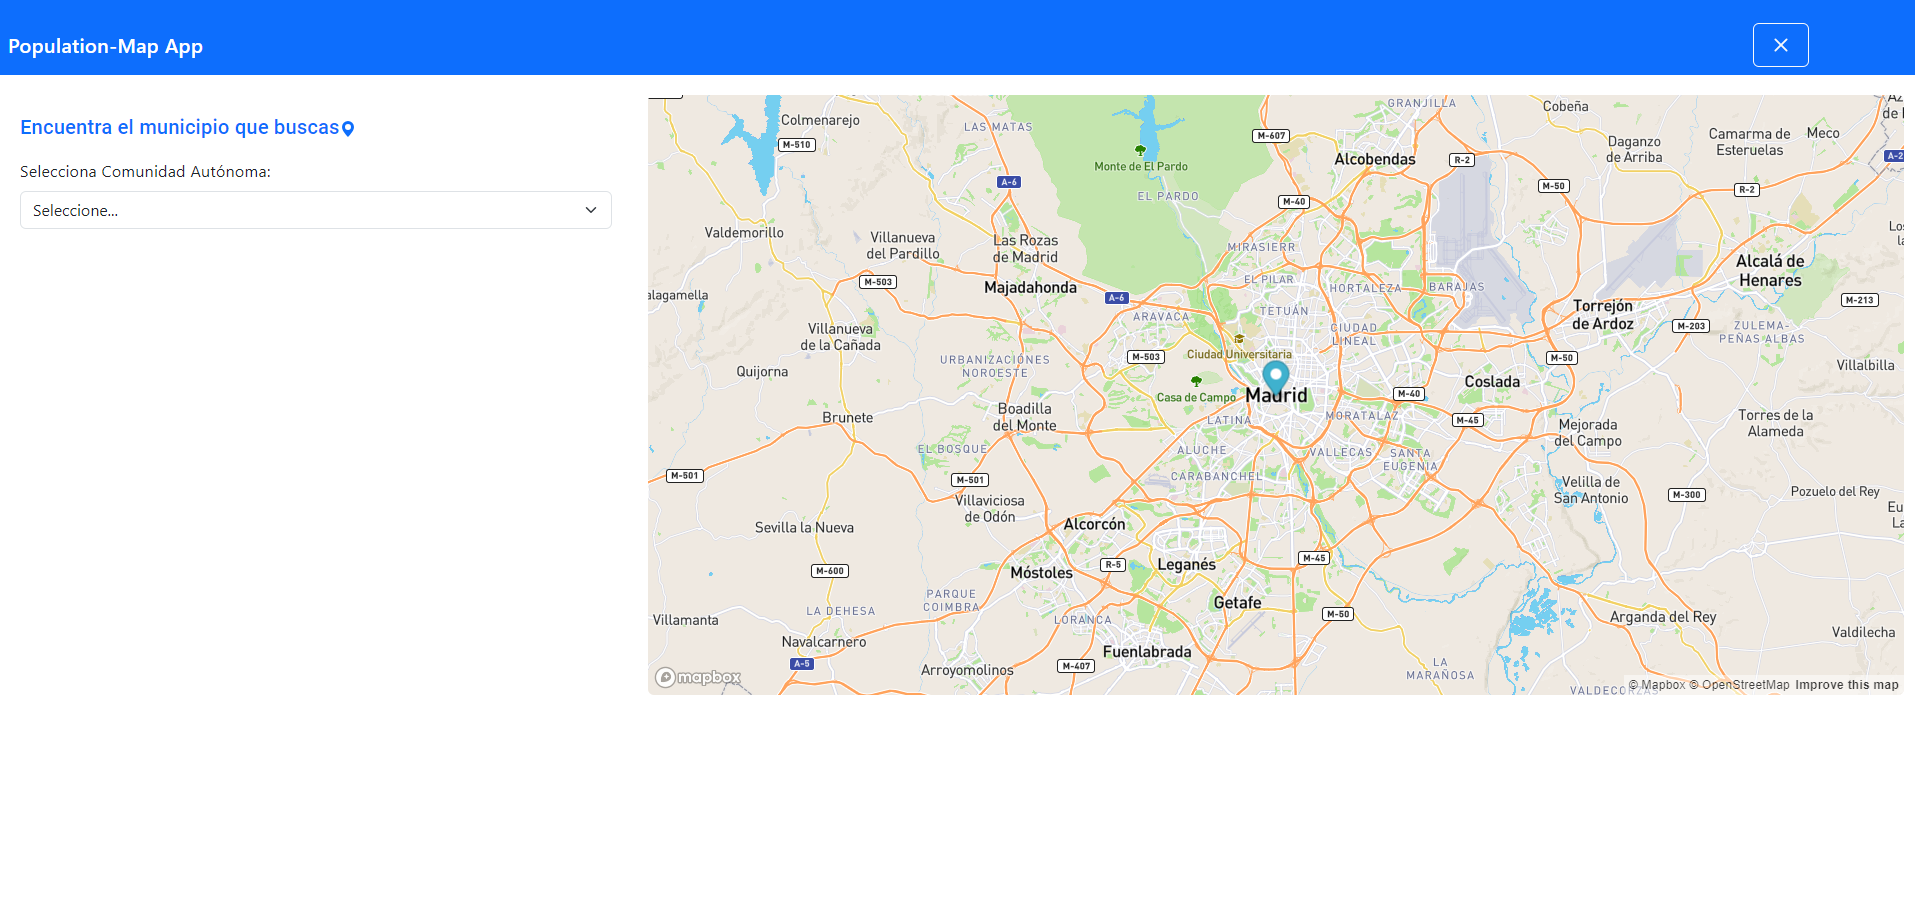 Population-Map App
Encuentra el municipio que buscas
Selecciona Comunidad Autónoma:
Seleccione...
GRANJILLA
Cobeña
Colmenarejo
LAS MATAS
M-607
Daganzo
de Arriba
Camarma de
Esteruelas
Meco
M-510
Monte de El Pardo
Alcobendas
R-2
A-2
A-6
EL PARDO
M-40
M-50
R-2
Valdemorillo
Villanueva
del Pardillo
Las Rozas
de Madrid
MIRASIERR
Alcalá de
Henares
M-503
Majadahonda
A-6
EL PILAR
HORTALEZA
BARAJAS
alagamella
M-213
Torrejón
de Ardoz
ARAVACA
TETUÁN
Villanueva
de la Cañada
CIUDAD
LINEAL
M-203
ZULEMA-
PEÑAS ALBAS
URBANIZACIONES
NOROESTE
M-503
Ciudad Universitaria
M-50
Villalbilla
Quijorna
Coslada
Casa de Campo
Madrid
M-40
Brunete
Boadilla
del Monte
LATINA
MORATALAZ
M-45
Mejorada
del Campo
Torres de la
Alameda
EL BOSQUE
ALUCHE
VALLECAS
SANTA
EUGENIA
M-501
M-501
CARABANCHEL
Velilla de
San Antonio
M-300
Pozuelo del Rey
Villaviciosa
de Odón
Sevilla la Nueva
Alcorcón
M-600
Móstoles
R-5
Leganés
M-45
PARQUE
COIMBRA
LA DEHESA
Getafe
M-50
Villamanta
LORANCA
Arganda del Rey
Valdilecha
Navalcarnero
A-5
Fuenlabrada
Arroyomolinos
M-407
LA
MARAÑOSA
mapbox
VALDECORZAS
© Mapbox © OpenStreetMap Improve this map